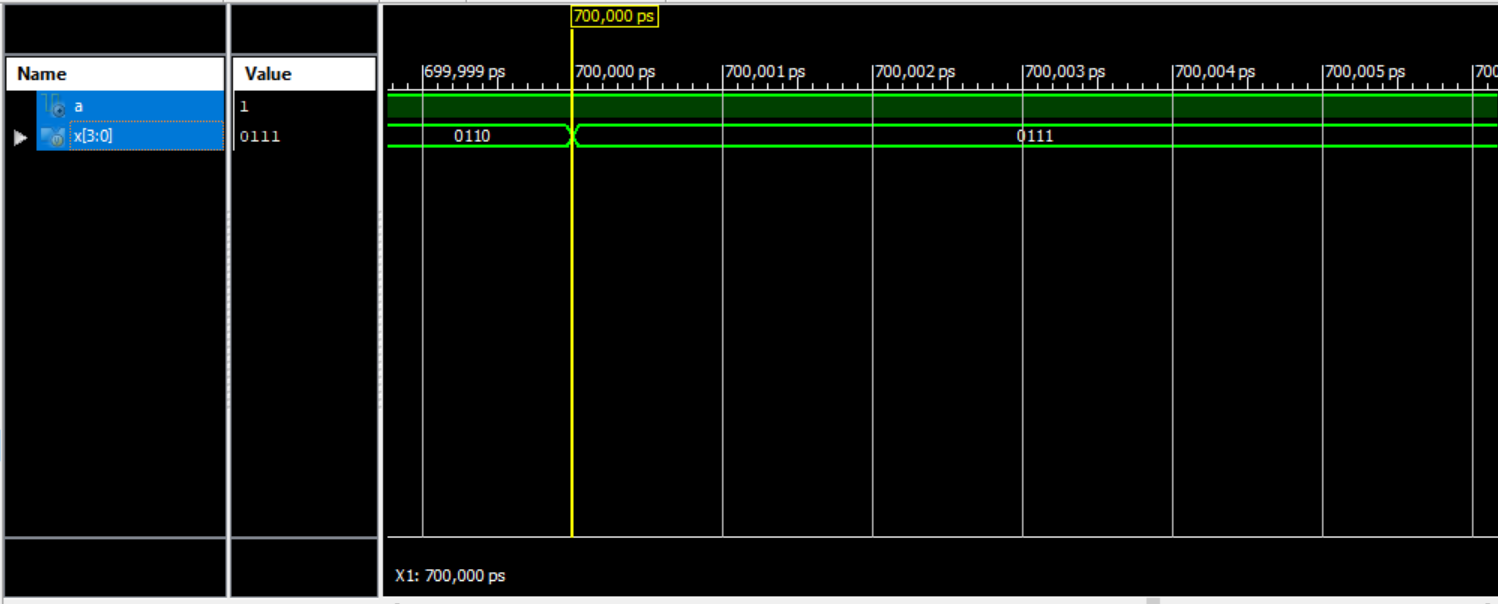 700,000 ps
Name Value
699,999 ps 700,000 ps 700,001 ps 700,002 ps 700,003 ps 700,004 ps 700,005 ps 700
a 1
x[3:0] 0111 0110 0111
X1: 700,000 ps